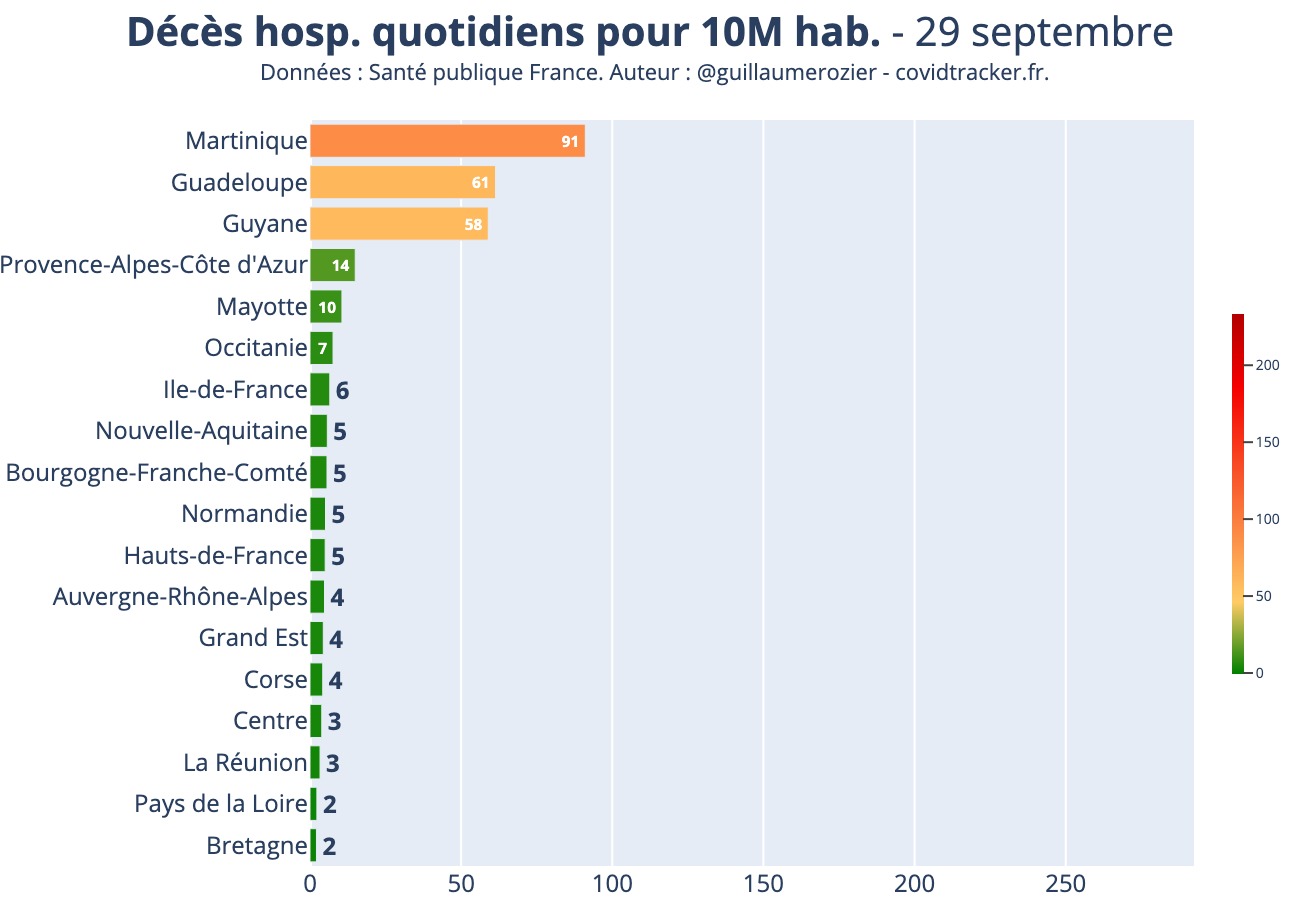 Décès hosp. quotidiens pour 10M hab. - 29 septembre
Données : Santé publique France. Auteur : @guillaumerozier - covidtracker.fr.
Martinique 91
Guadeloupe 61
Guyane 58
Provence-Alpes-Côte d'Azur 14
Mayotte 10
Occitanie 7
Ile-de-France 6
Nouvelle-Aquitaine 5
Bourgogne-Franche-Comté 5
Normandie 5
Hauts-de-France 5
Auvergne-Rhône-Alpes 4
Grand Est 4
Corse 4
Centre 3
La Réunion 3
Pays de la Loire 2
Bretagne 2
0 50 100 150 200 250
200
150
100
50
0